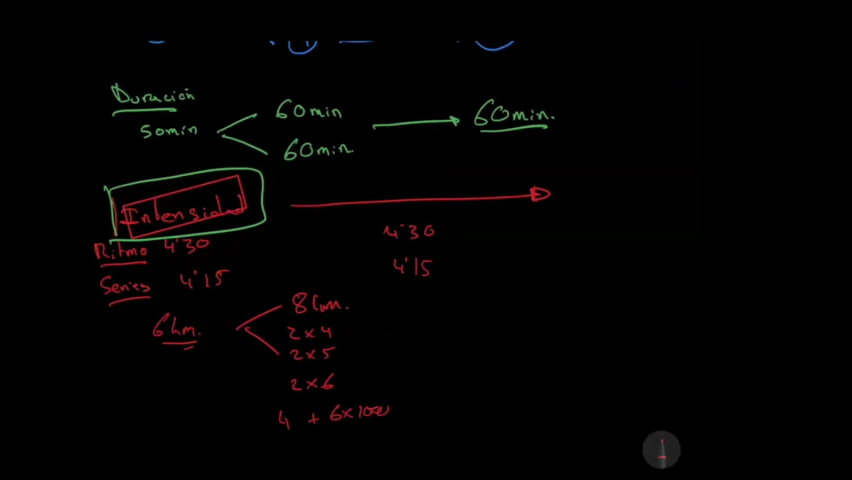 Duración
50min
60min
60min.
60min.
Intensidad
Ritmo 4'30
4'30
Series 4'15
4'15
6km.
8km.
2x4
2x5
2x6
4 + 6x1000